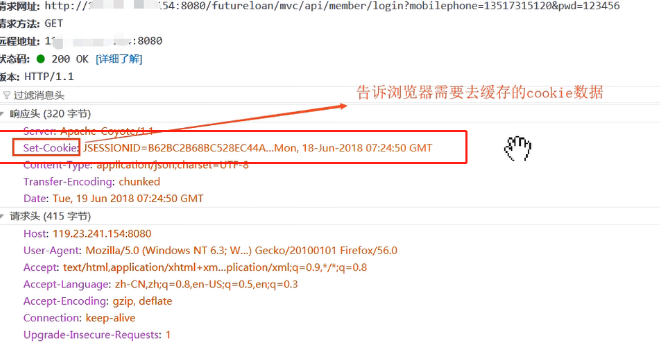 请求网址: http://1 54:8080/futureloan/mvc/api/member/login?mobilephone=13517315120&pwd=123456
请求方法: GET
远程地址: 11 :8080
状态码: 200 OK [详细了解]
版本: HTTP/1.1
过滤消息头
告诉浏览器需要去缓存的cookie数据
响应头 (320 字节)
Server: Apache-Coyote/1.1
Set-Cookie: JSESSIONID=B62BC2B68BC528EC44A...Mon, 18-Jun-2018 07:24:50 GMT
Content-Type: application/json;charset=UTF-8
Transfer-Encoding: chunked
Date: Tue, 19 Jun 2018 07:24:50 GMT
请求头 (415 字节)
Host: 119.23.241.154:8080
User-Agent: Mozilla/5.0 (Windows NT 6.3; W...) Gecko/20100101 Firefox/56.0
Accept: text/html,application/xhtml+xm...plication/xml;q=0.9,*/*;q=0.8
Accept-Language: zh-CN,zh;q=0.8,en-US;q=0.5,en;q=0.3
Accept-Encoding: gzip, deflate
Connection: keep-alive
Upgrade-Insecure-Requests: 1